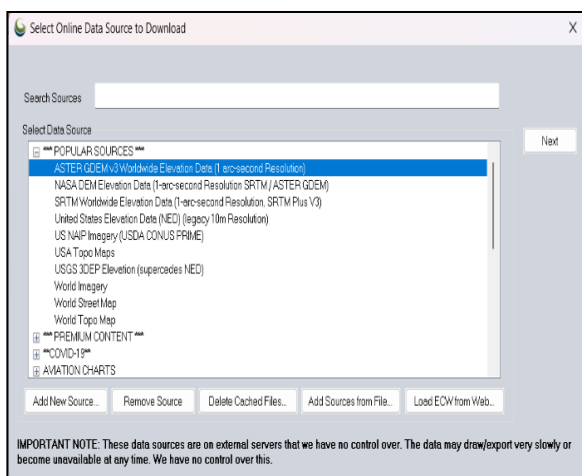 Select Online Data Source to Download
X
Search Sources
Select Data Source
Next
*** POPULAR SOURCES ***
ASTER GDEM v3 Worldwide Elevation Data (1 arc-second Resolution)
NASA DEM Elevation Data (1-arc-second Resolution SRTM / ASTER GDEM)
SRTM Worldwide Elevation Data (1-arc-second Resolution, SRTM Plus V3)
United States Elevation Data (NED) (legacy 10m Resolution)
US NAIP Imagery (USDA CONUS PRIME)
USA Topo Maps
USGS 3DEP Elevation (supercedes NED)
World Imagery
World Street Map
World Topo Map
*** PREMIUM CONTENT ***
**COVID-19**
AVIATION CHARTS
Add New Source... Remove Source Delete Cached Files... Add Sources from File... Load ECW from Web...
IMPORTANT NOTE: These data sources are on external servers that we have no control over. The data may draw/export very slowly or
become unavailable at any time. We have no control over this.